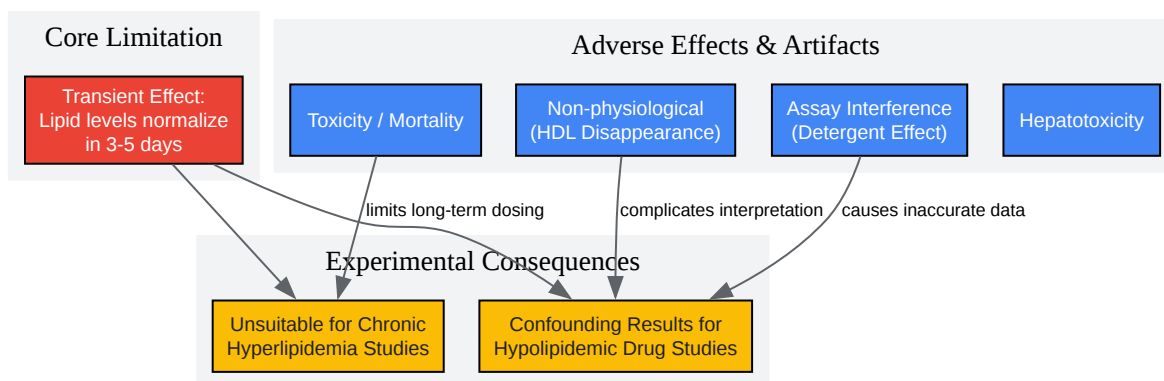 Core Limitation
Transient Effect:
Lipid levels normalize
in 3-5 days
Adverse Effects & Artifacts
Toxicity / Mortality
Non-physiological
(HDL Disappearance)
Assay Interference
(Detergent Effect)
Hepatotoxicity
limits long-term dosing
complicates interpretation
causes inaccurate data
Experimental Consequences
Unsuitable for Chronic
Hyperlipidemia Studies
Confounding Results for
Hypolipidemic Drug Studies